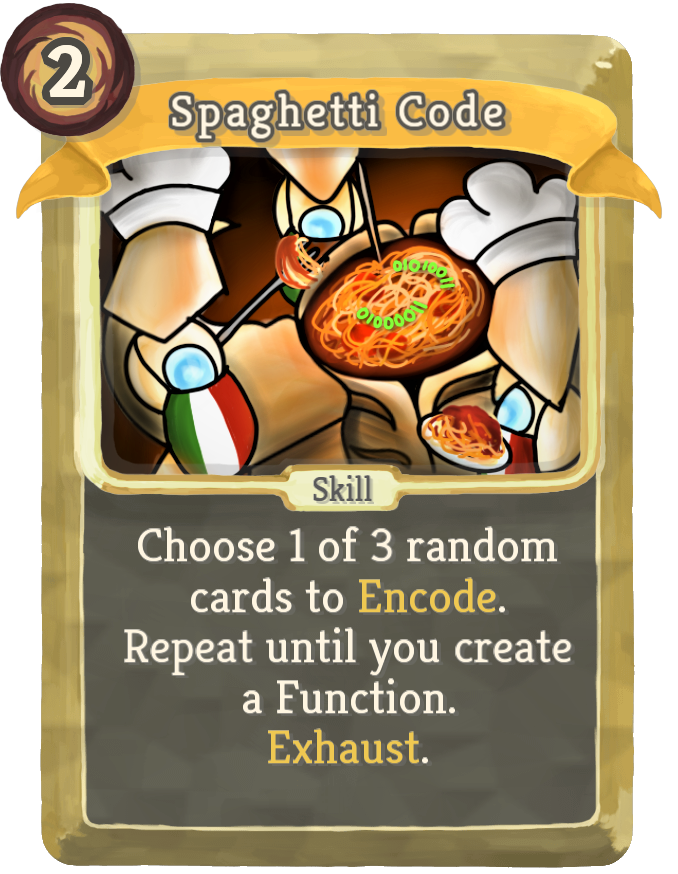 2
Spaghetti Code
01010011
01000011
Skill
Choose 1 of 3 random
cards to Encode.
Repeat until you create
a Function.
Exhaust.